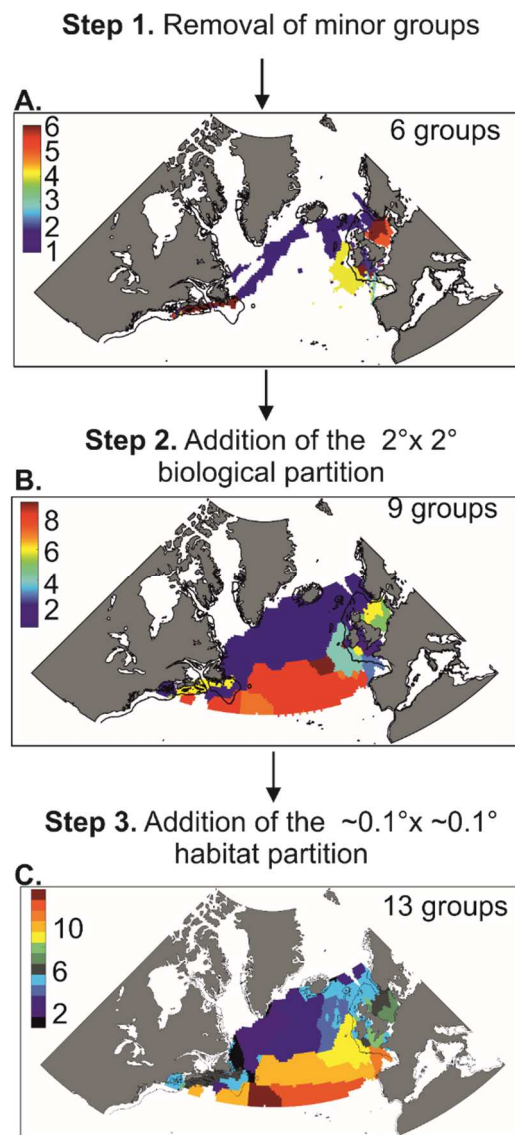 Step 1. Removal of minor groups
A.
6 groups
6
5
4
3
2
1
Step 2. Addition of the 2°x 2°
biological partition
B.
9 groups
8
6
4
2
Step 3. Addition of the ~0.1°x ~0.1°
habitat partition
C.
13 groups
10
6
2